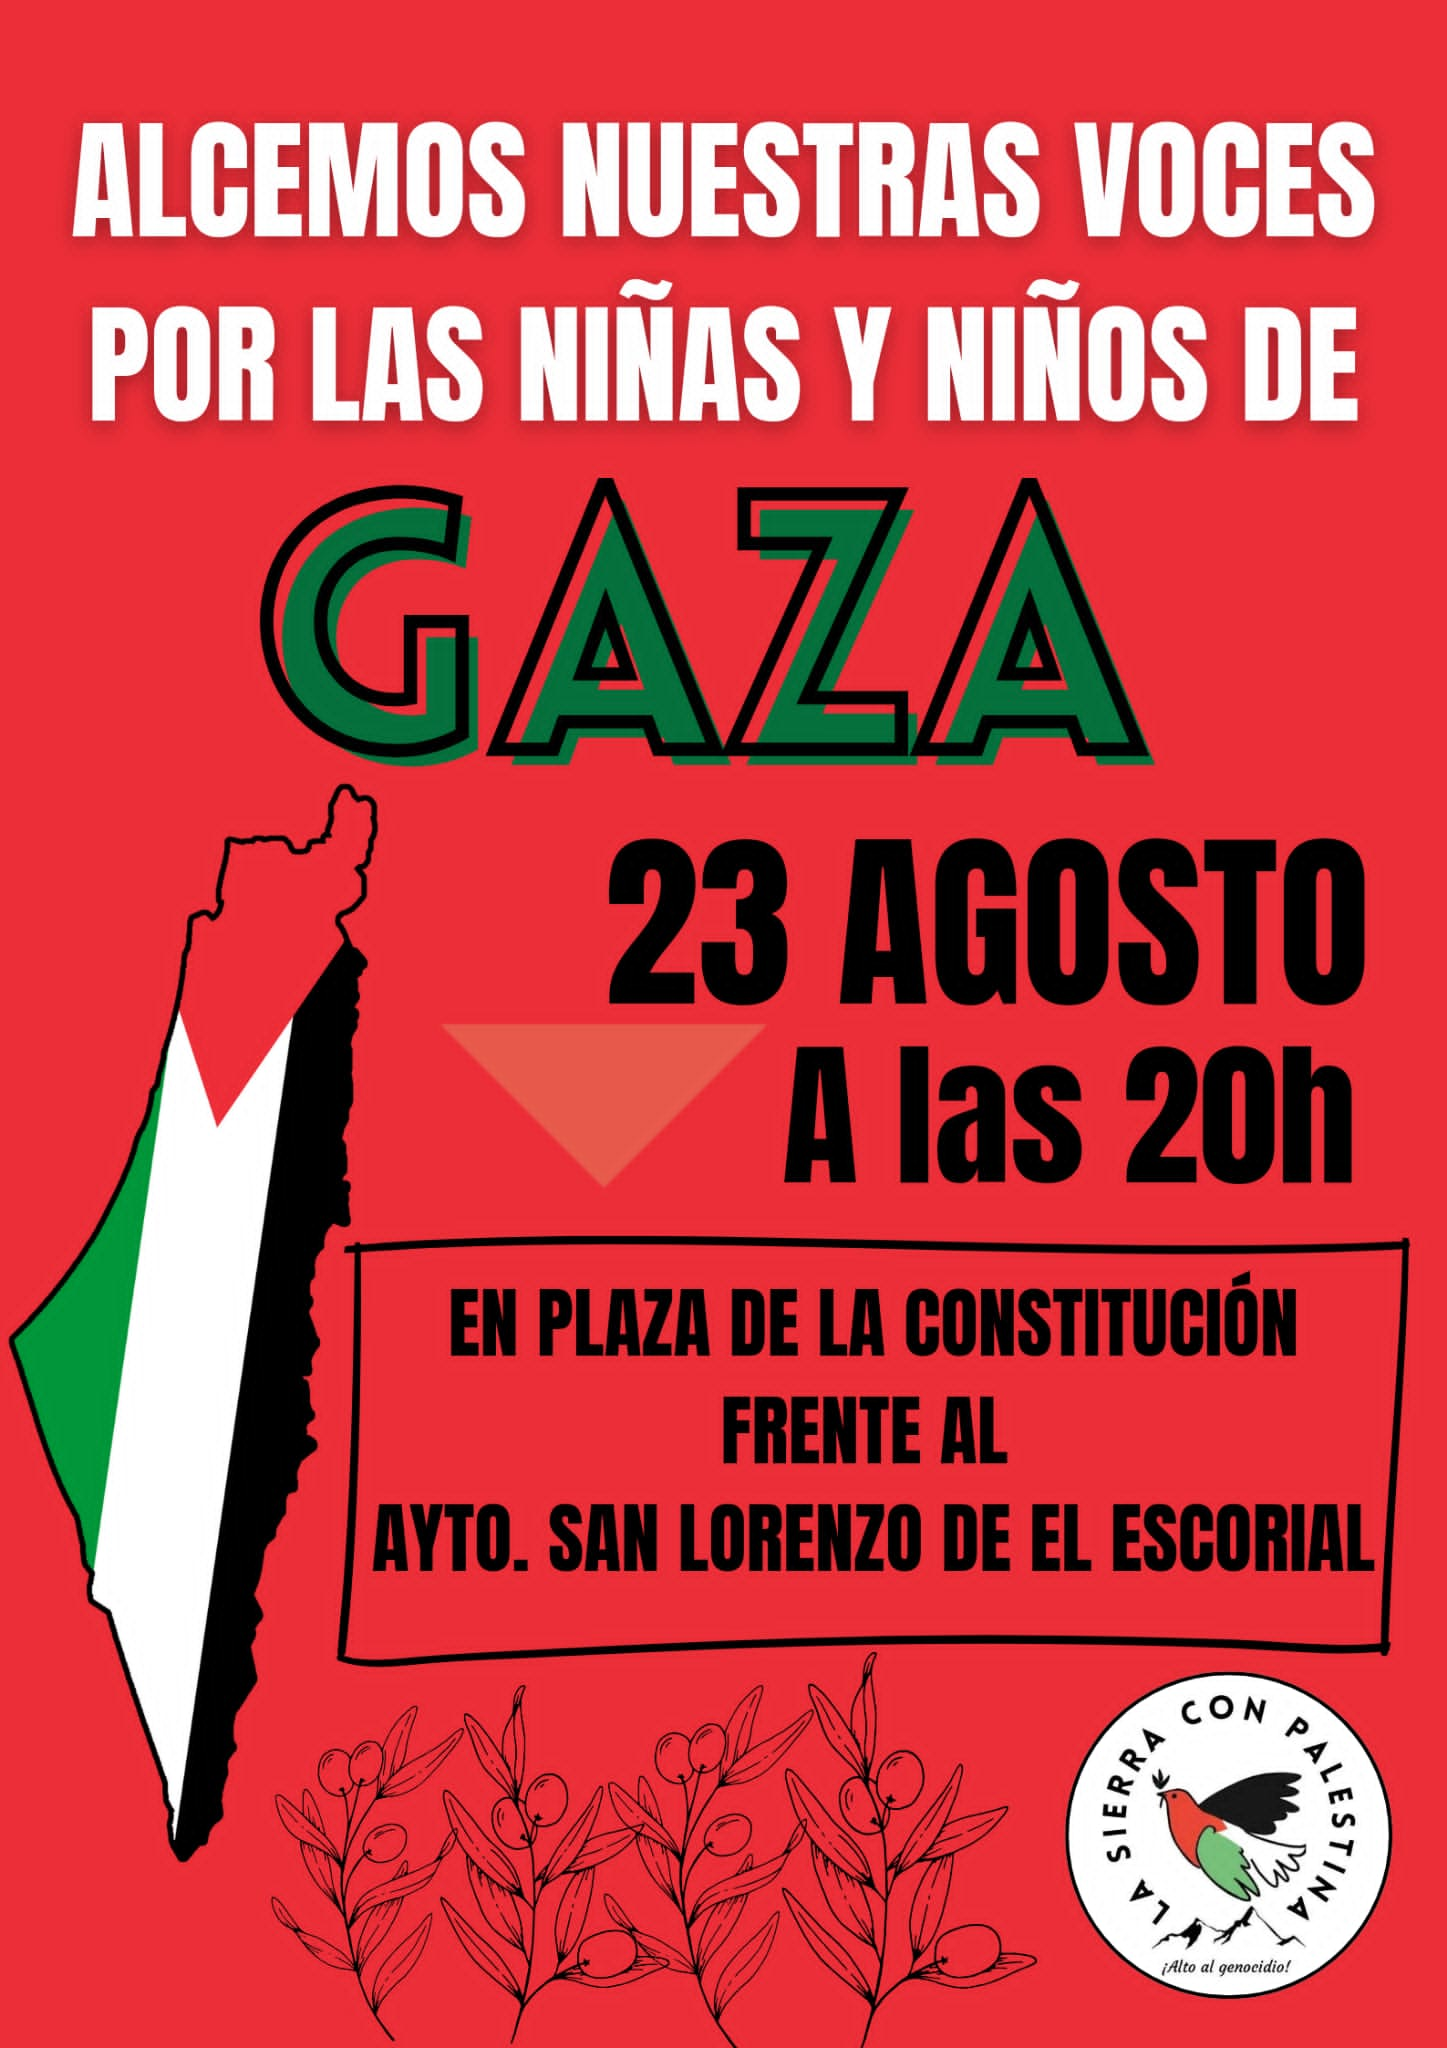 ALCEMOS NUESTRAS VOCES
POR LAS NIÑAS Y NIÑOS DE
GAZA
23 AGOSTO
A las 20h
EN PLAZA DE LA CONSTITUCIÓN
FRENTE AL
AYTO. SAN LORENZO DE EL ESCORIAL
LA SIERRA CON PALESTINA
¡Alto al genocidio!